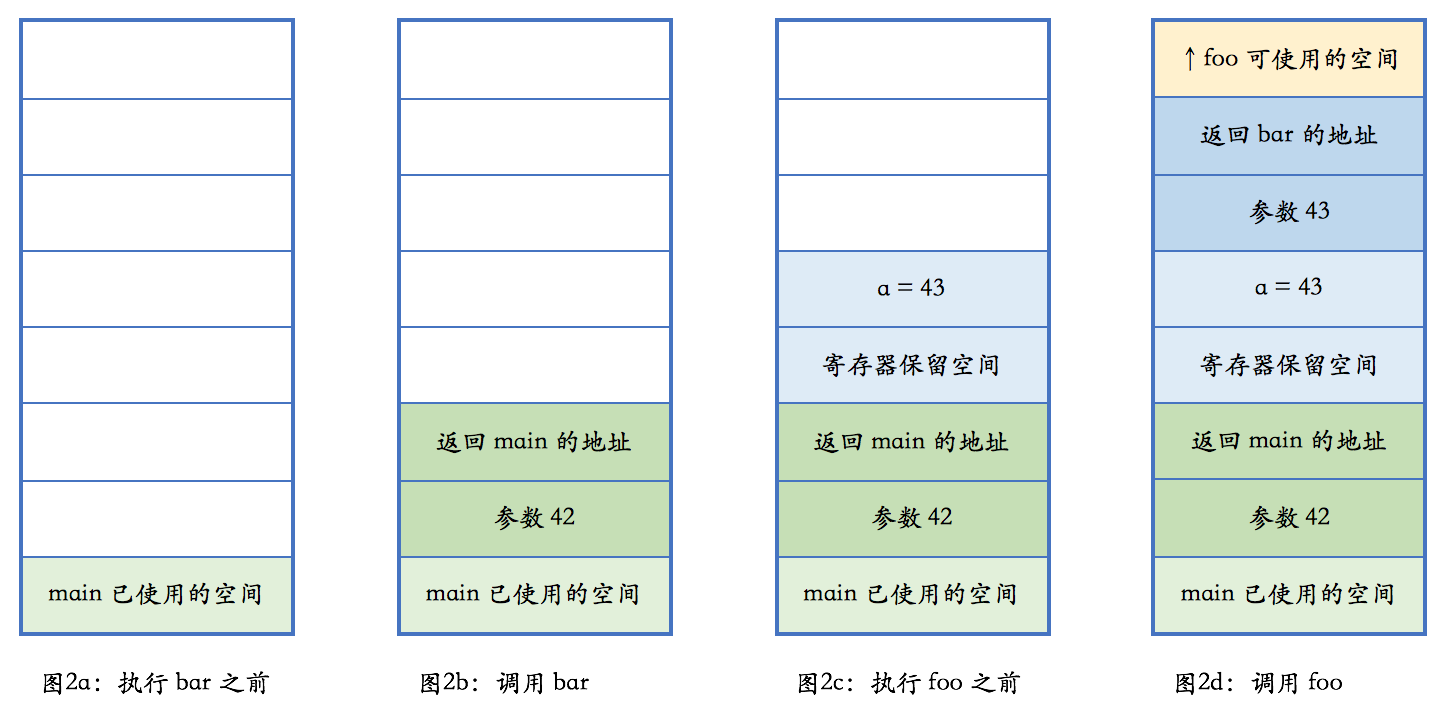 main 已使用的空间
图2a：执行 bar 之前
返回 main 的地址
参数 42
main 已使用的空间
图2b：调用 bar
a = 43
寄存器保留空间
返回 main 的地址
参数 42
main 已使用的空间
图2c：执行 foo 之前
↑ foo 可使用的空间
返回 bar 的地址
参数 43
a = 43
寄存器保留空间
返回 main 的地址
参数 42
main 已使用的空间
图2d：调用 foo